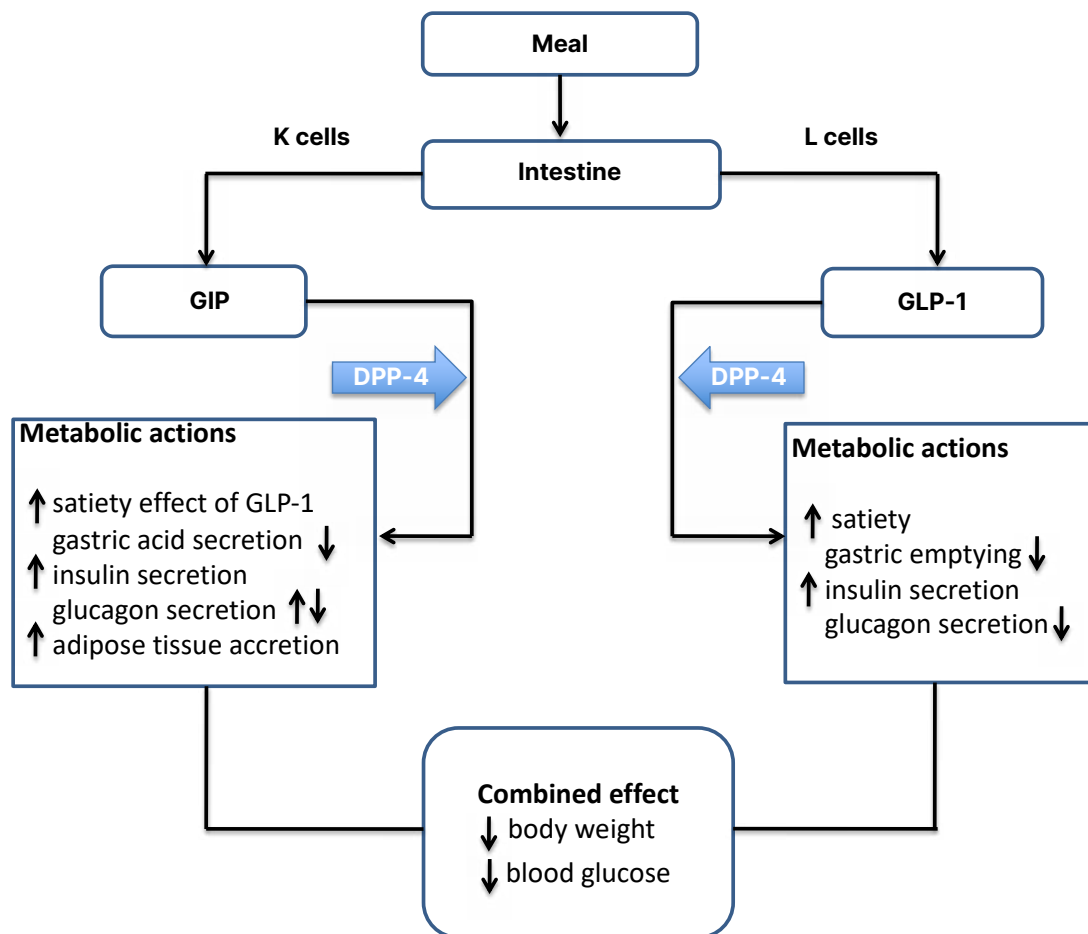 Meal
K cells
L cells
Intestine
GIP
GLP-1
DPP-4
DPP-4
Metabolic actions
↑ satiety effect of GLP-1
gastric acid secretion ↓
↑ insulin secretion
glucagon secretion ↑↓
↑ adipose tissue accretion
Metabolic actions
↑ satiety
gastric emptying ↓
↑ insulin secretion
glucagon secretion ↓
Combined effect
↓ body weight
↓ blood glucose